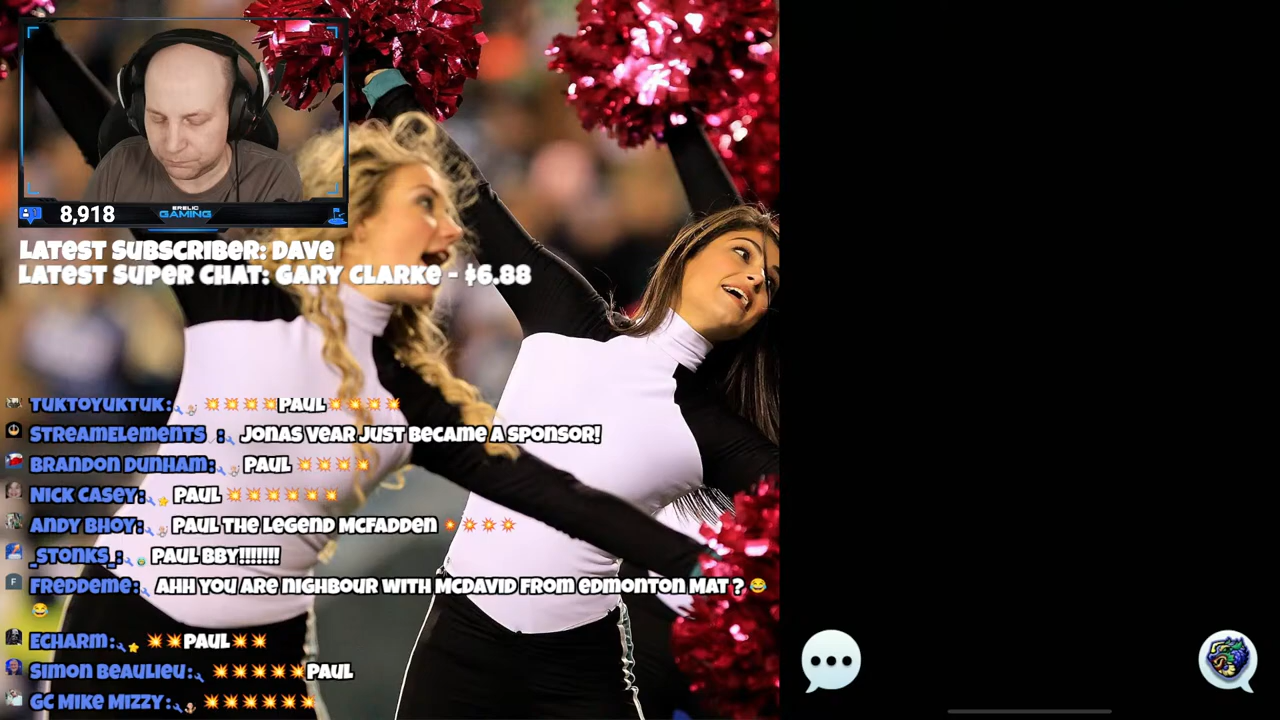 8,918
ERELIC
GAMING
LATEST SUBSCRIBER: DAVE
LATEST SUPER CHAT: GARY CLARKE - $6.88
TUKTOYUKTUK: 💥💥💥💥PAUL💥💥💥💥
STREAMELEMENTS : JONAS VEAR JUST BECAME A SPONSOR!
BRANDON DUNHAM: PAUL 💥💥💥💥
NICK CASEY: PAUL 💥💥💥💥💥💥
ANDY BHOY: PAUL THE LEGEND MCFADDEN 💥💥💥💥
_STONKS_: PAUL BBY!!!!!!!
F FREDDEME: AHH YOU ARE NIGHBOUR WITH MCDAVID FROM EDMONTON MAT ? 😂
😂
ECHARM: 💥💥PAUL💥💥
SIMON BEAULIEU: 💥💥💥💥💥PAUL
GC MIKE MIZZY: 💥💥💥💥💥💥